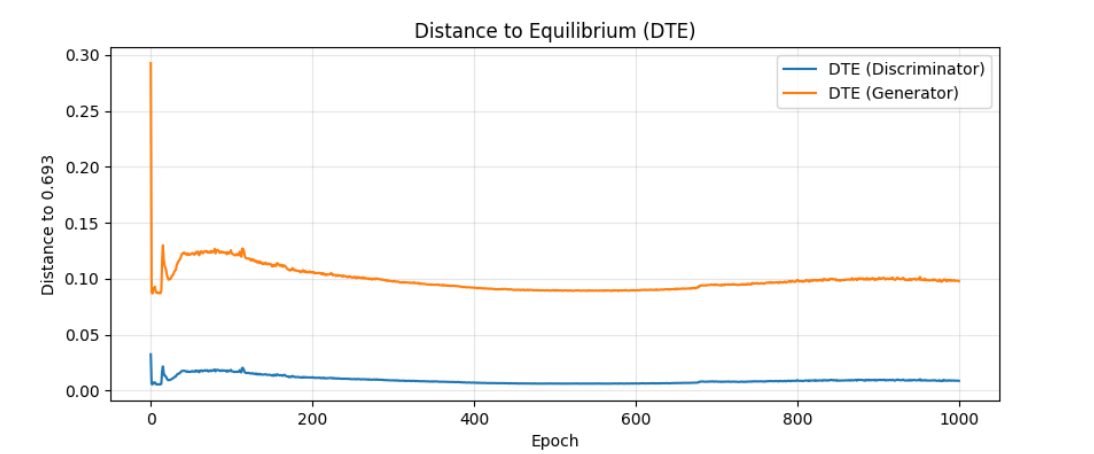 Distance to Equilibrium (DTE)
DTE (Discriminator)
DTE (Generator)
Distance to 0.693
0.30
0.25
0.20
0.15
0.10
0.05
0.00
0 200 400 600 800 1000
Epoch